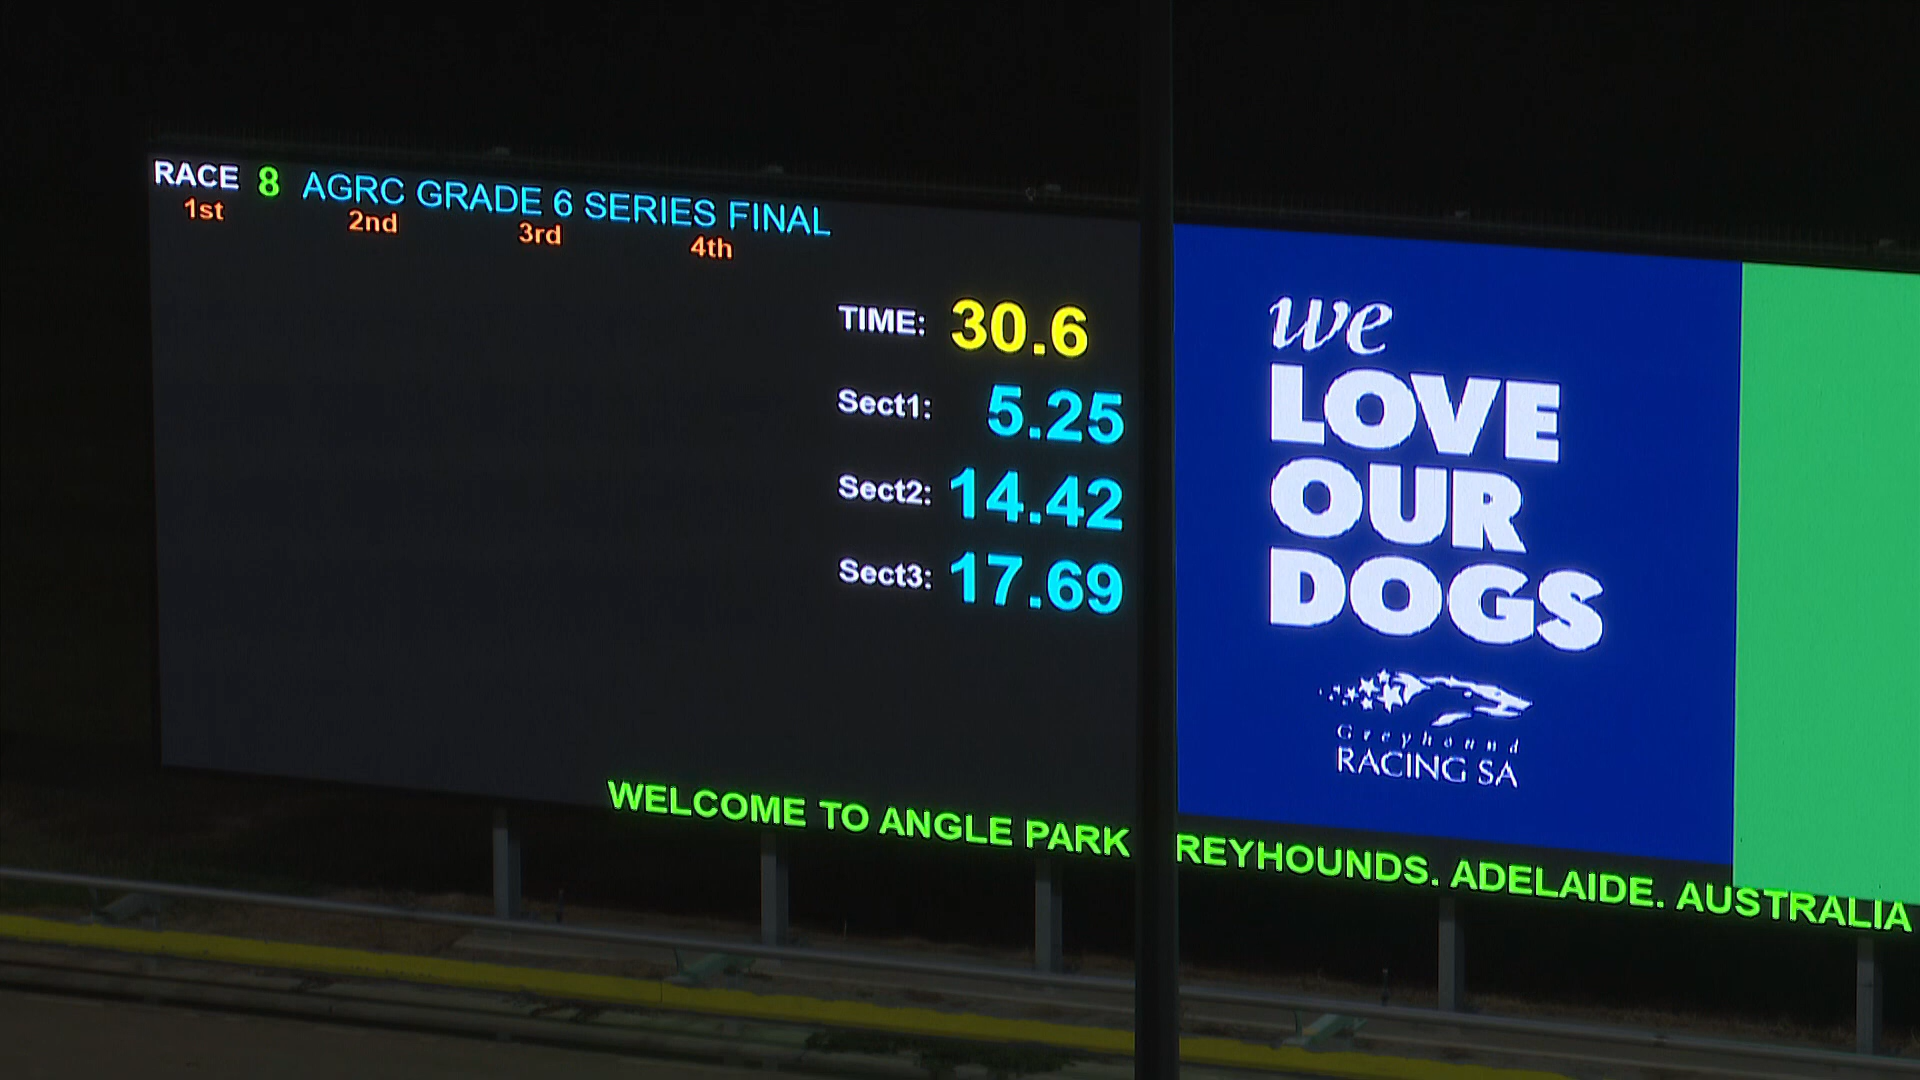 RACE 8 AGRC GRADE 6 SERIES FINAL
1st 2nd 3rd 4th
TIME: 30.6
Sect1: 5.25
Sect2: 14.42
Sect3: 17.69
we
LOVE
OUR
DOGS
Greyhound
RACING SA
WELCOME TO ANGLE PARK REYHOUNDS. ADELAIDE. AUSTRALIA